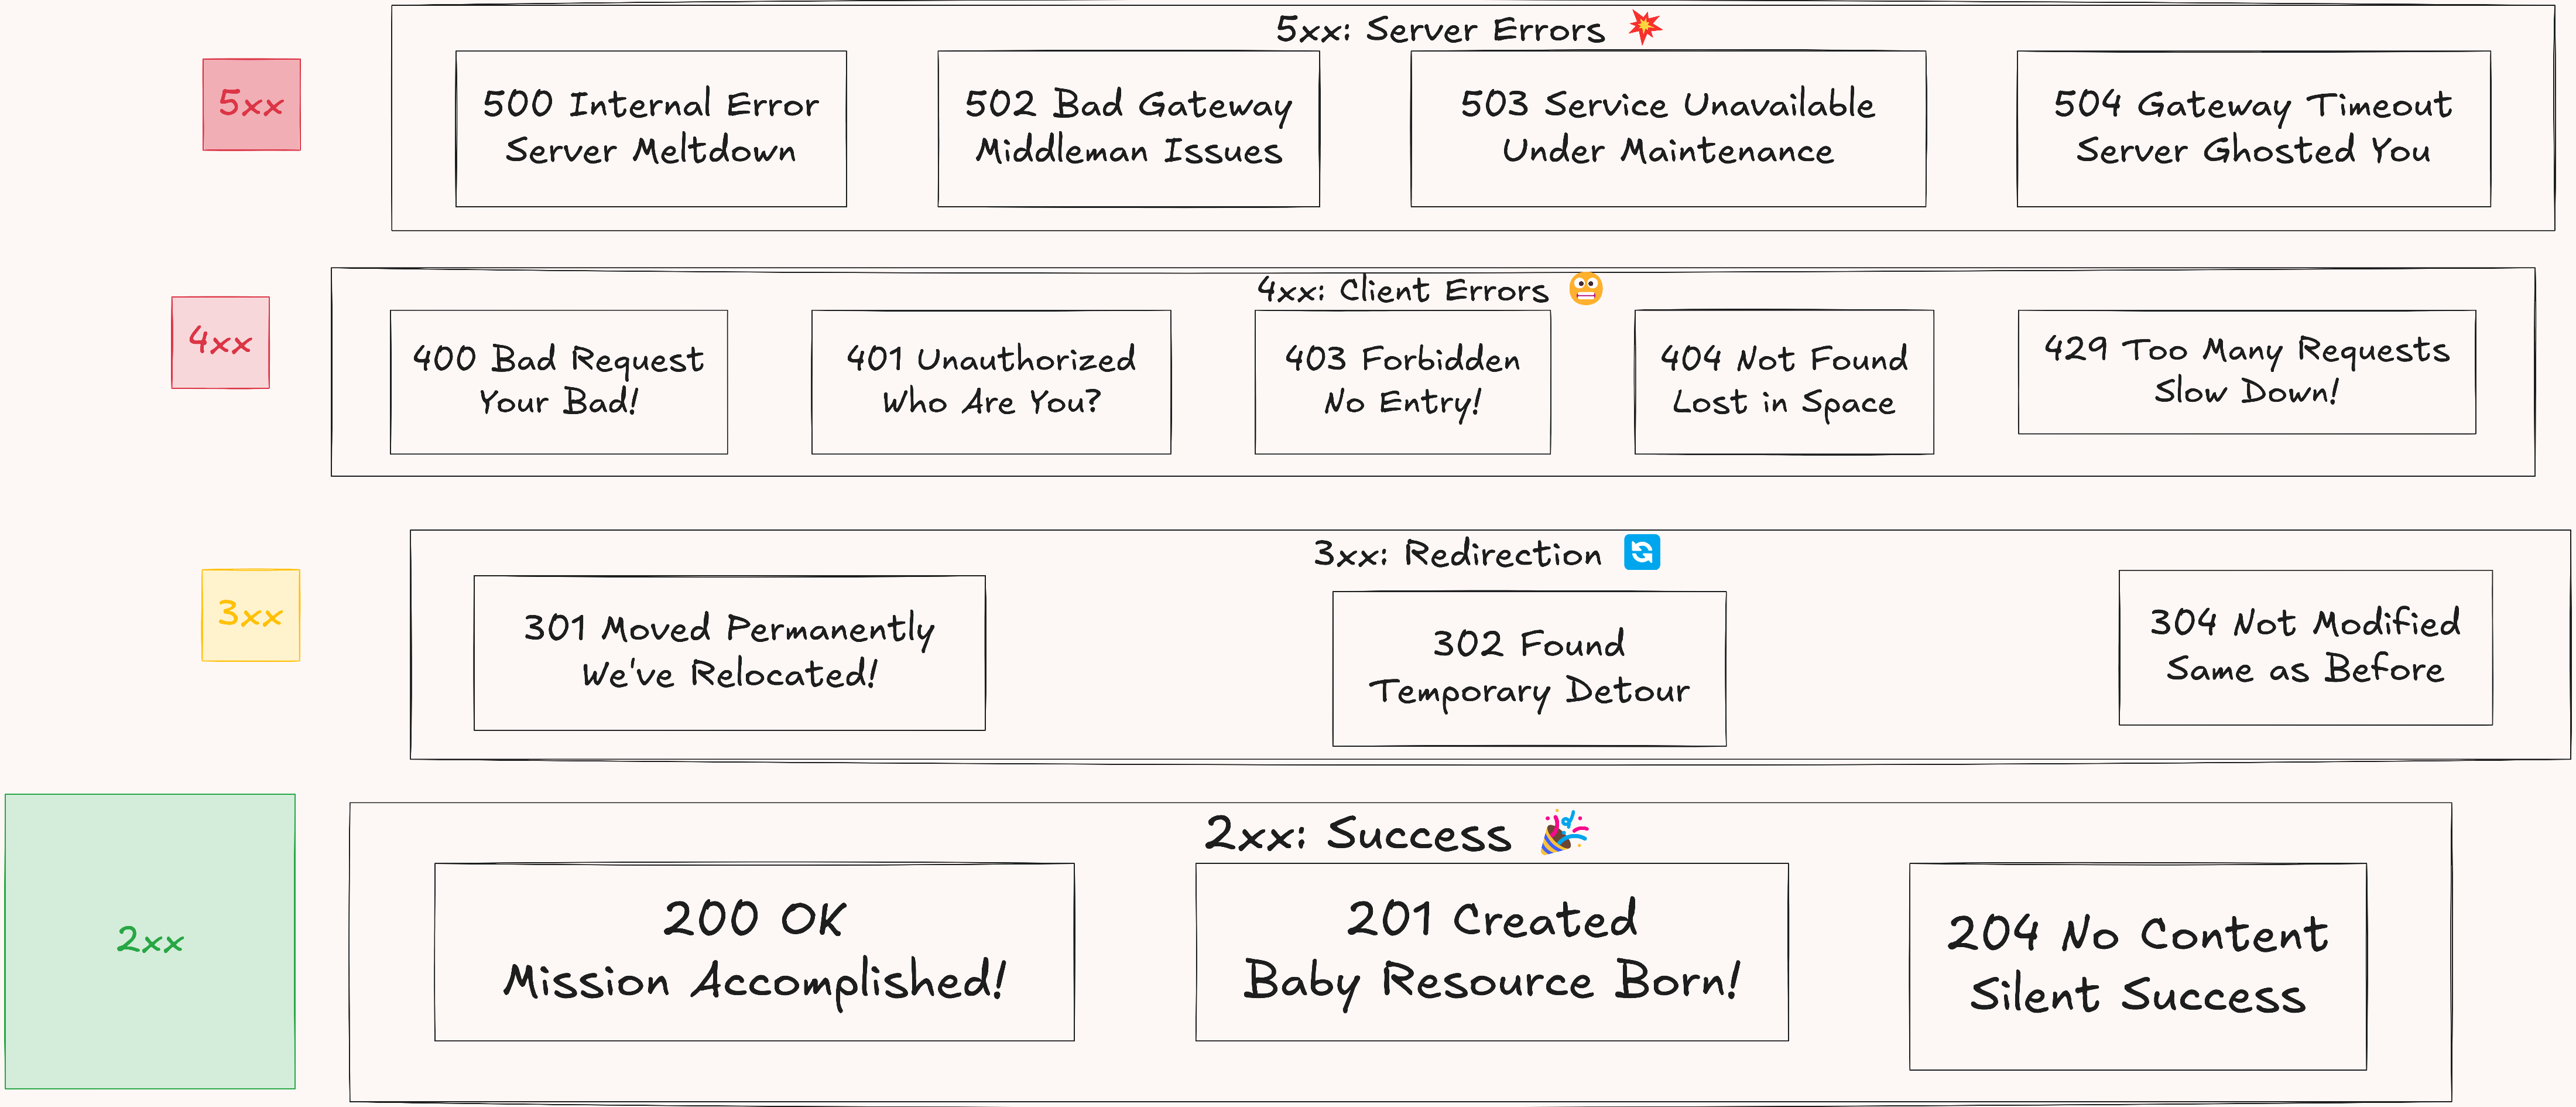 5xx: Server Errors 💥
5xx
500 Internal Error
Server Meltdown
502 Bad Gateway
Middleman Issues
503 Service Unavailable
Under Maintenance
504 Gateway Timeout
Server Ghosted You
4xx: Client Errors 😬
4xx
400 Bad Request
Your Bad!
401 Unauthorized
Who Are You?
403 Forbidden
No Entry!
404 Not Found
Lost in Space
429 Too Many Requests
Slow Down!
3xx: Redirection 🔄
3xx
301 Moved Permanently
We've Relocated!
302 Found
Temporary Detour
304 Not Modified
Same as Before
2xx: Success 🎉
2xx
200 OK
Mission Accomplished!
201 Created
Baby Resource Born!
204 No Content
Silent Success